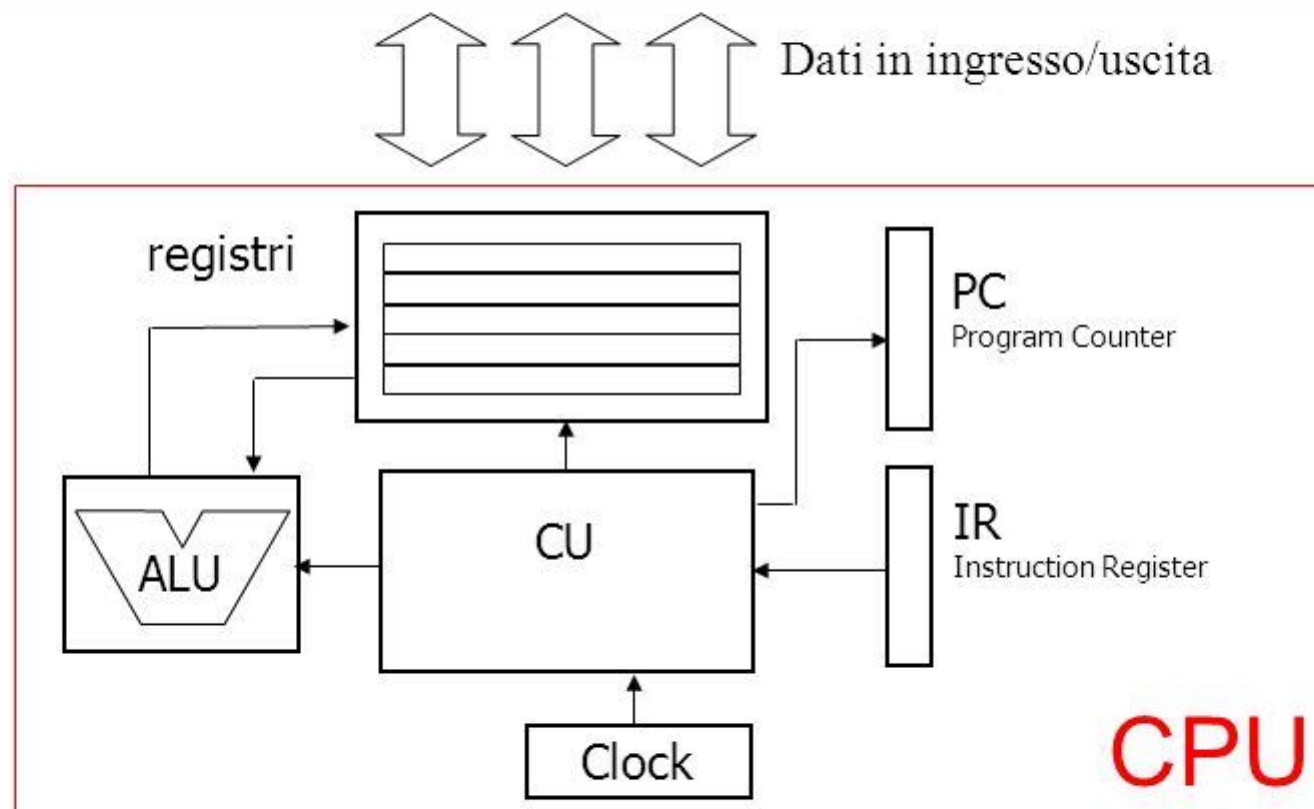 Dati in ingresso/uscita
registri
PC
Program Counter
CU
IR
Instruction Register
ALU
Clock
CPU